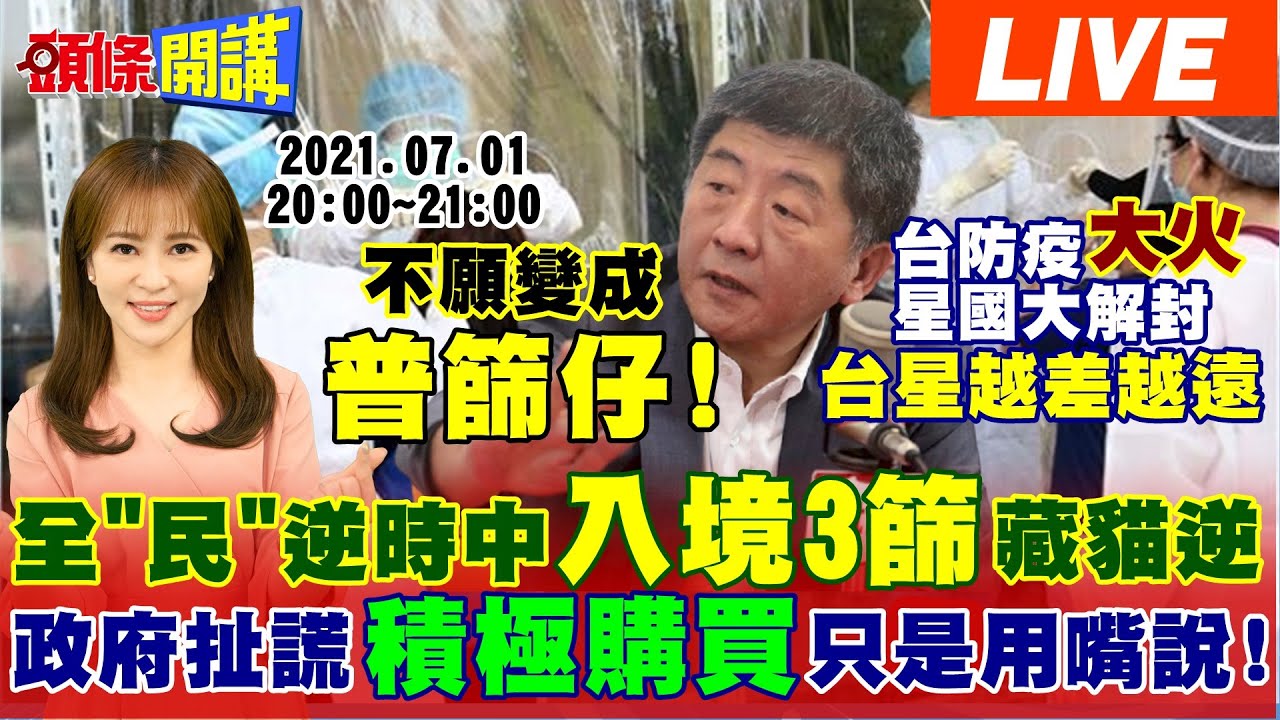 頭條開講
LIVE
2021.07.01
20:00~21:00
不願變成
普篩仔!
台防疫大火
星國大解封
台星越差越遠
全"民"逆時中入境3篩藏貓逆
政府扯謊積極購買只是用嘴說!